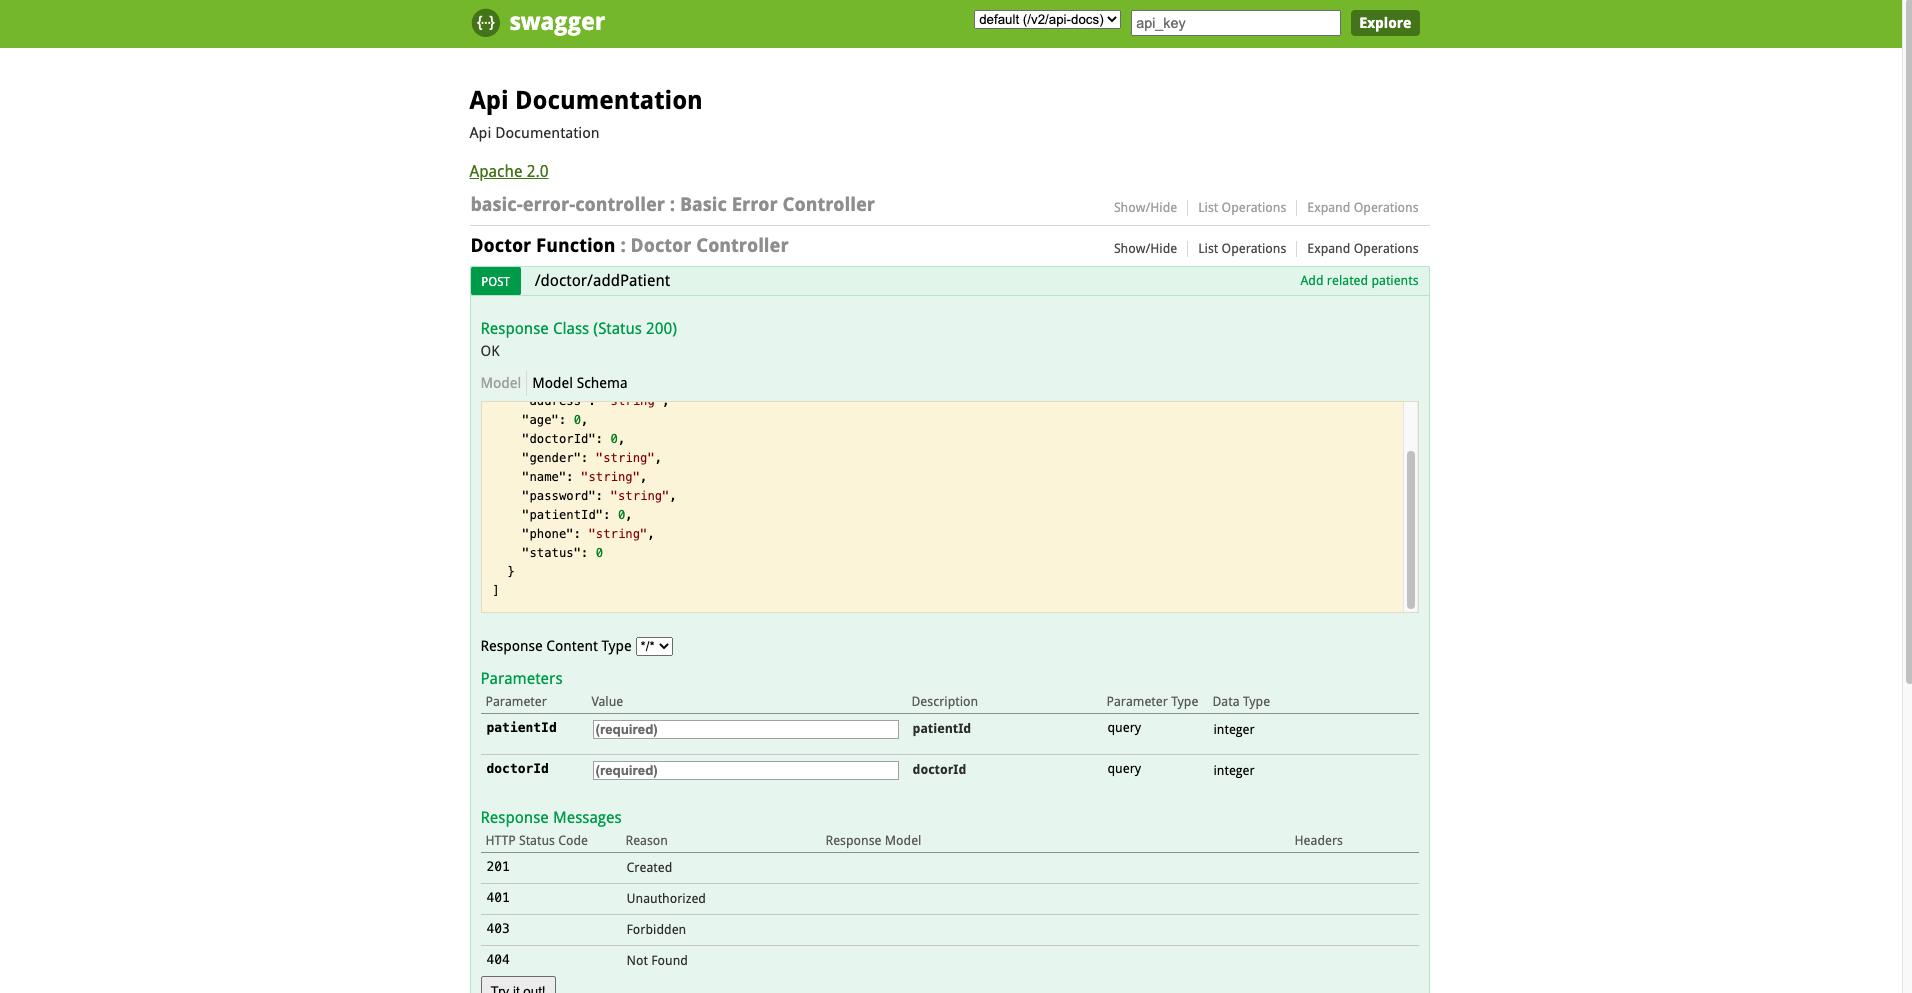 swagger
default (/v2/api-docs)
api_key
Explore
Api Documentation
Api Documentation
Apache 2.0
basic-error-controller : Basic Error Controller
Show/Hide List Operations Expand Operations
Doctor Function : Doctor Controller
Show/Hide List Operations Expand Operations
POST /doctor/addPatient Add related patients
Response Class (Status 200)
OK
Model Model Schema
"address": "string",
"age": 0,
"doctorId": 0,
"gender": "string",
"name": "string",
"password": "string",
"patientId": 0,
"phone": "string",
"status": 0
}
]
Response Content Type */*
Parameters
Parameter Value Description Parameter Type Data Type
patientId (required) patientId query integer
doctorId (required) doctorId query integer
Response Messages
HTTP Status Code Reason Response Model Headers
201 Created
401 Unauthorized
403 Forbidden
404 Not Found
Try it out!